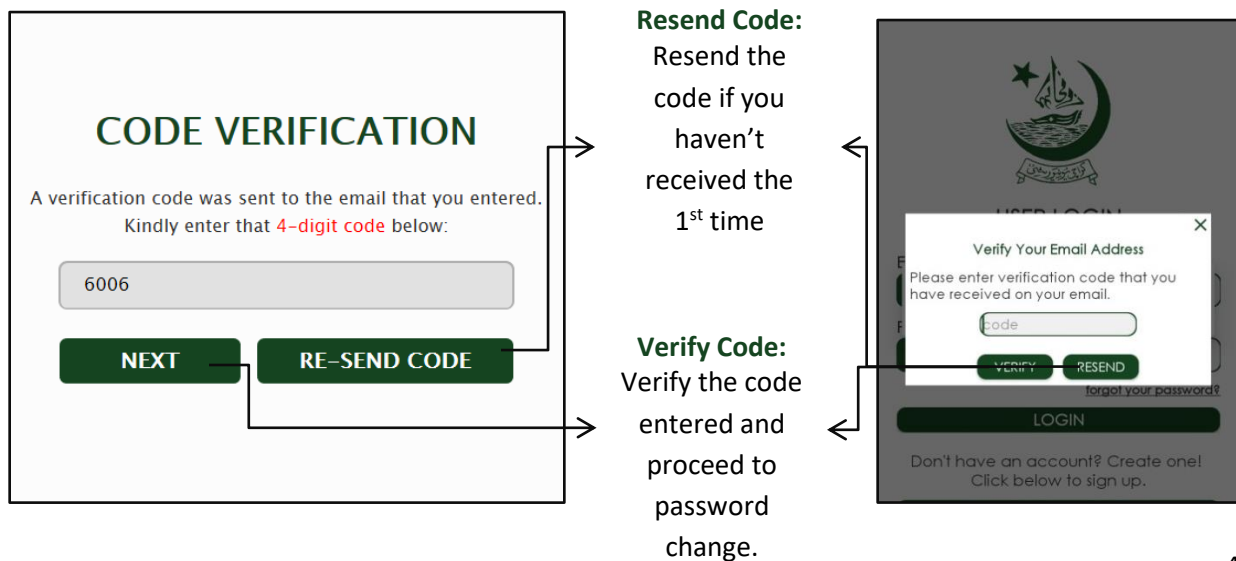 CODE VERIFICATION
A verification code was sent to the email that you entered.
Kindly enter that 4-digit code below:
6006
NEXT
RE-SEND CODE
Resend Code:
Resend the
code if you
haven't
received the
1st time
Verify Code:
Verify the code
entered and
proceed to
password
change.
USER LOGIN
Verify Your Email Address
Please enter verification code that you
have received on your email.
code
VERIFY
RESEND
forgot your password?
LOGIN
Don't have an account? Create one!
Click below to sign up.